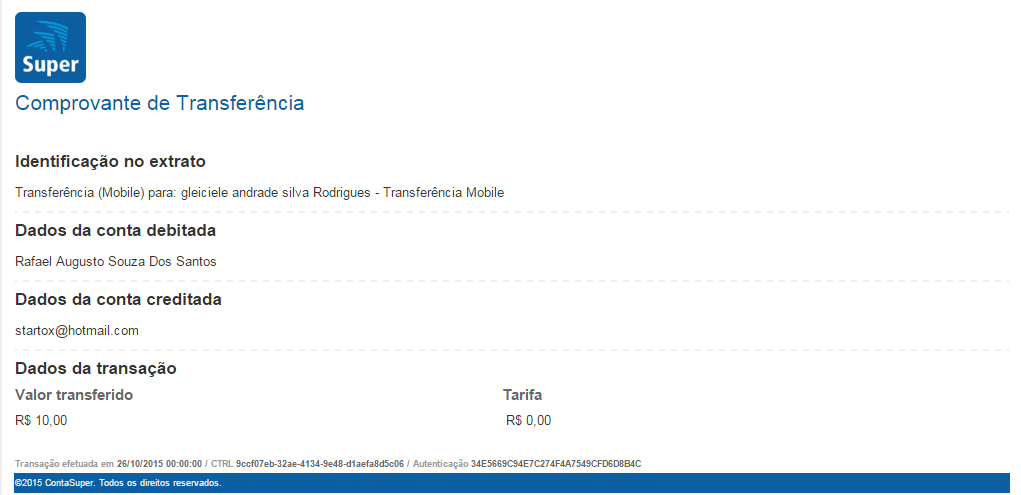 Super
Comprovante de Transferência
Identificação no extrato
Transferência (Mobile) para: gleiciele andrade silva Rodrigues - Transferência Mobile
Dados da conta debitada
Rafael Augusto Souza Dos Santos
Dados da conta creditada
startox@hotmail.com
Dados da transação
Valor transferido Tarifa
R$ 10,00 R$ 0,00
Transação efetuada em 26/10/2015 00:00:00 / CTRL 9ccf07eb-32ae-4134-9e48-d1aefa8d5c06 / Autenticação 34E5669C94E7C274F4A7549CFD6D8B4C
©2015 ContaSuper. Todos os direitos reservados.